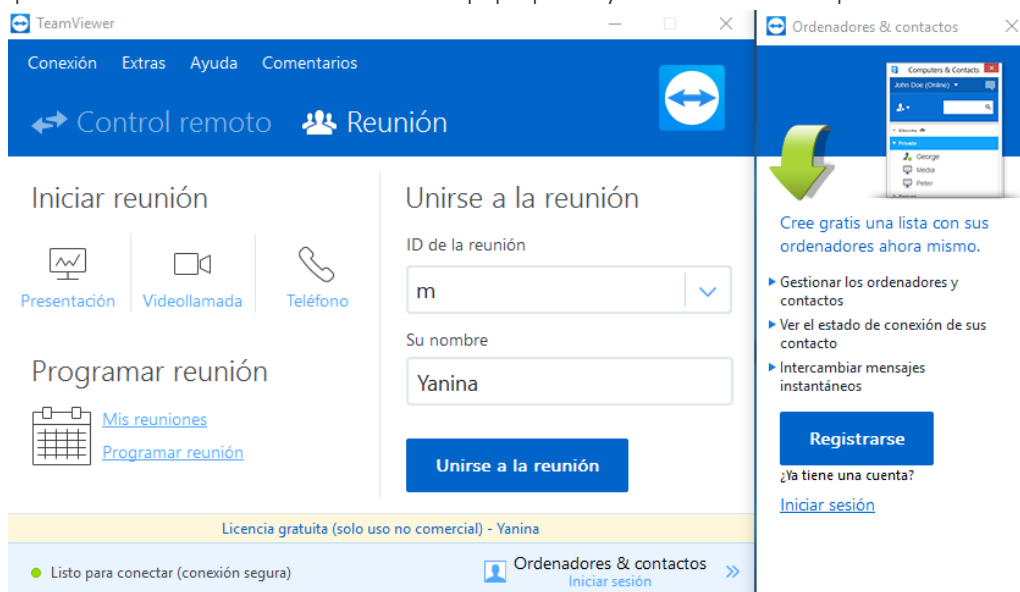 TeamViewer
Conexión Extras Ayuda Comentarios
Control remoto Reunión
Iniciar reunión
Presentación Videollamada Teléfono
Programar reunión
Mis reuniones
Programar reunión
Unirse a la reunión
ID de la reunión
m
Su nombre
Yanina
Unirse a la reunión
Licencia gratuita (solo uso no comercial) - Yanina
Listo para conectar (conexión segura)
Ordenadores & contactos
Iniciar sesión
Ordenadores & contactos
Computers & Contacts
John Doe (Online)
Private
George
Media
Peter
Cree gratis una lista con sus
ordenadores ahora mismo.
Gestionar los ordenadores y
contactos
Ver el estado de conexión de sus
contacto
Intercambiar mensajes
instantáneos
Registrarse
¿Ya tiene una cuenta?
Iniciar sesión